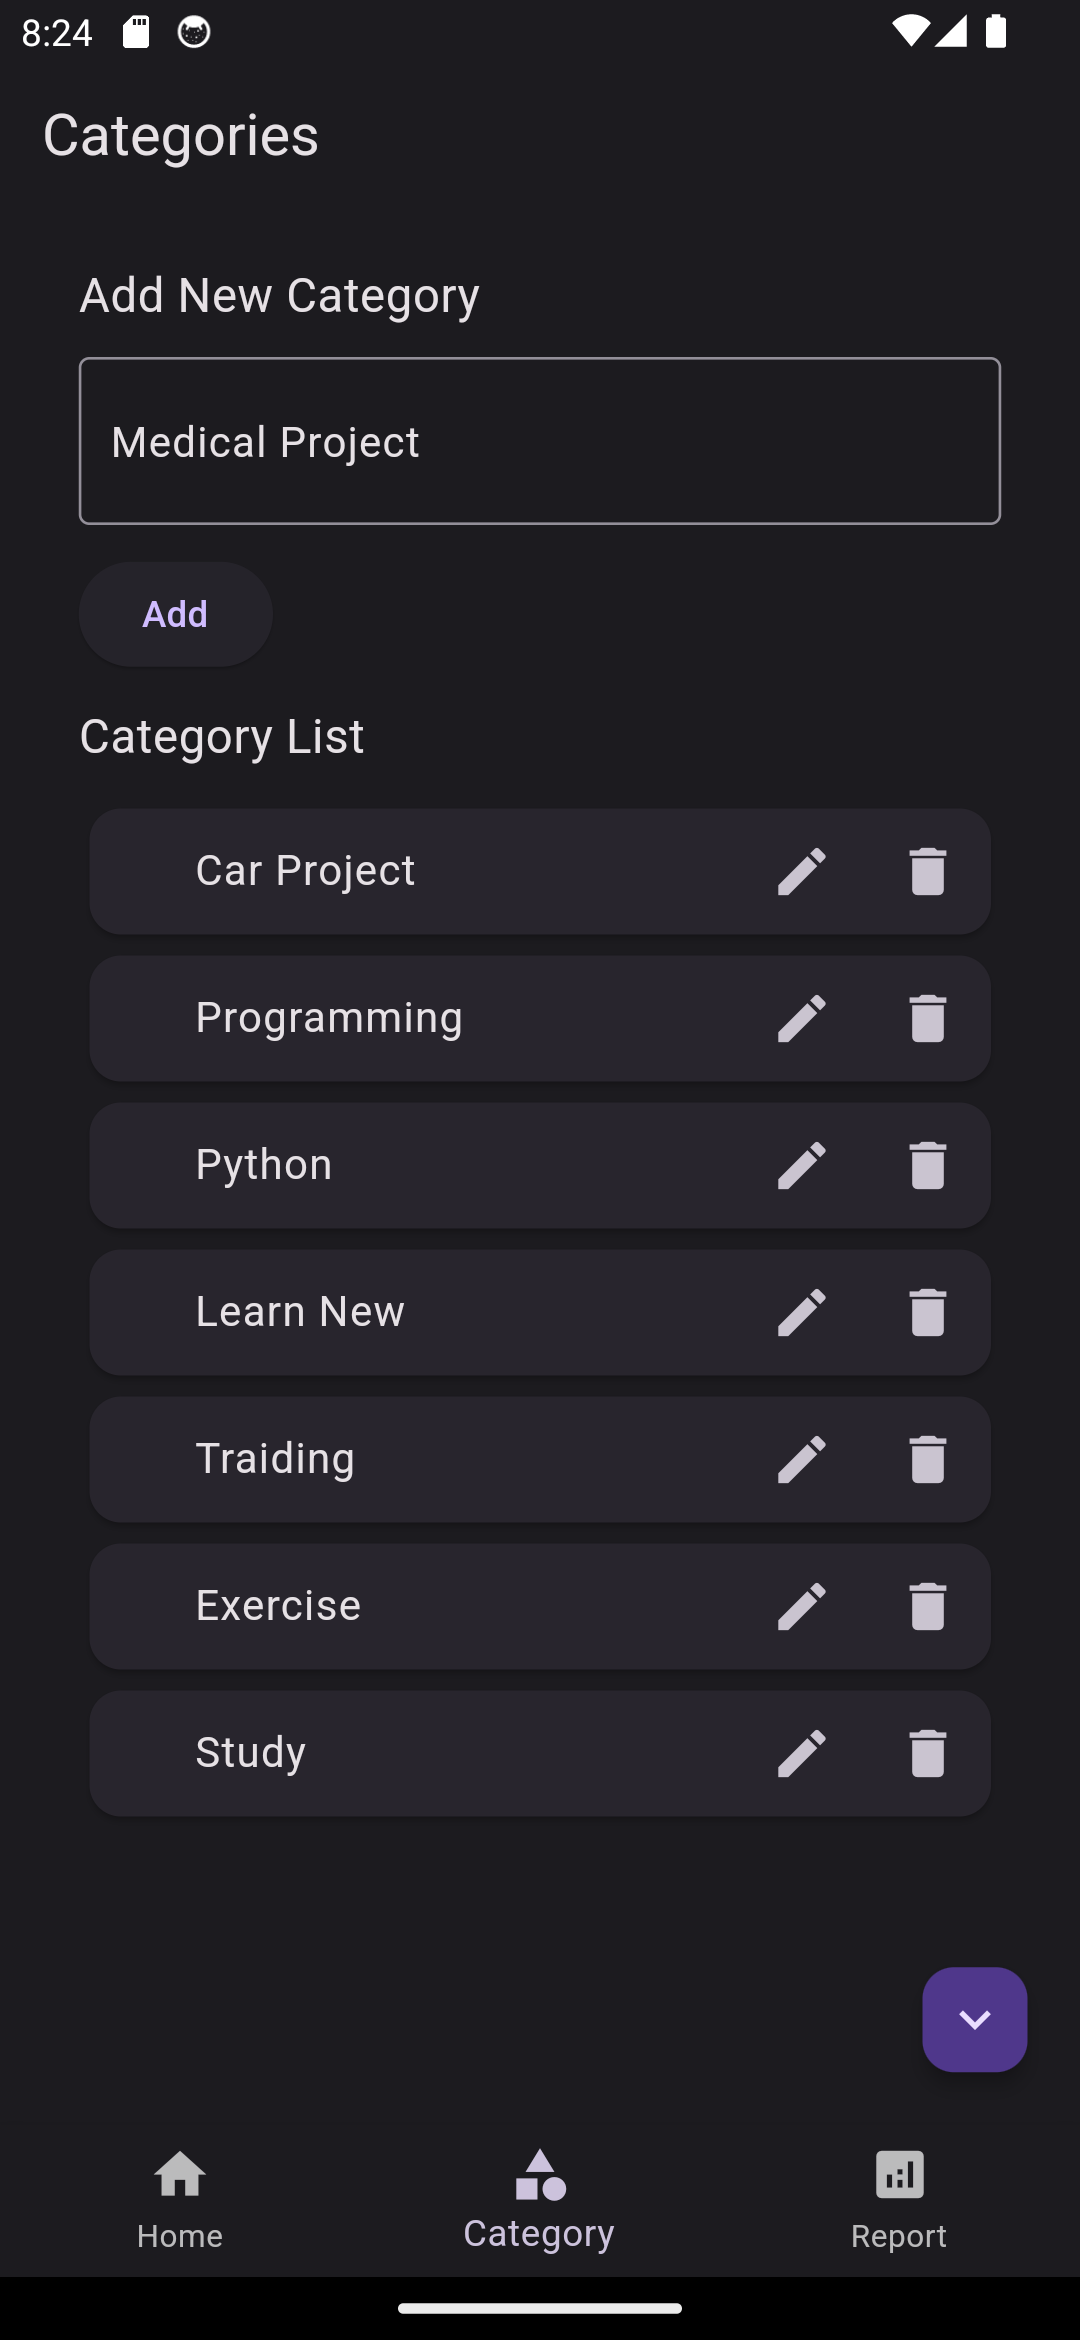 8:24
Categories
Add New Category
Medical Project
Add
Category List
Car Project
Programming
Python
Learn New
Traiding
Exercise
Study
Home
Category
Report